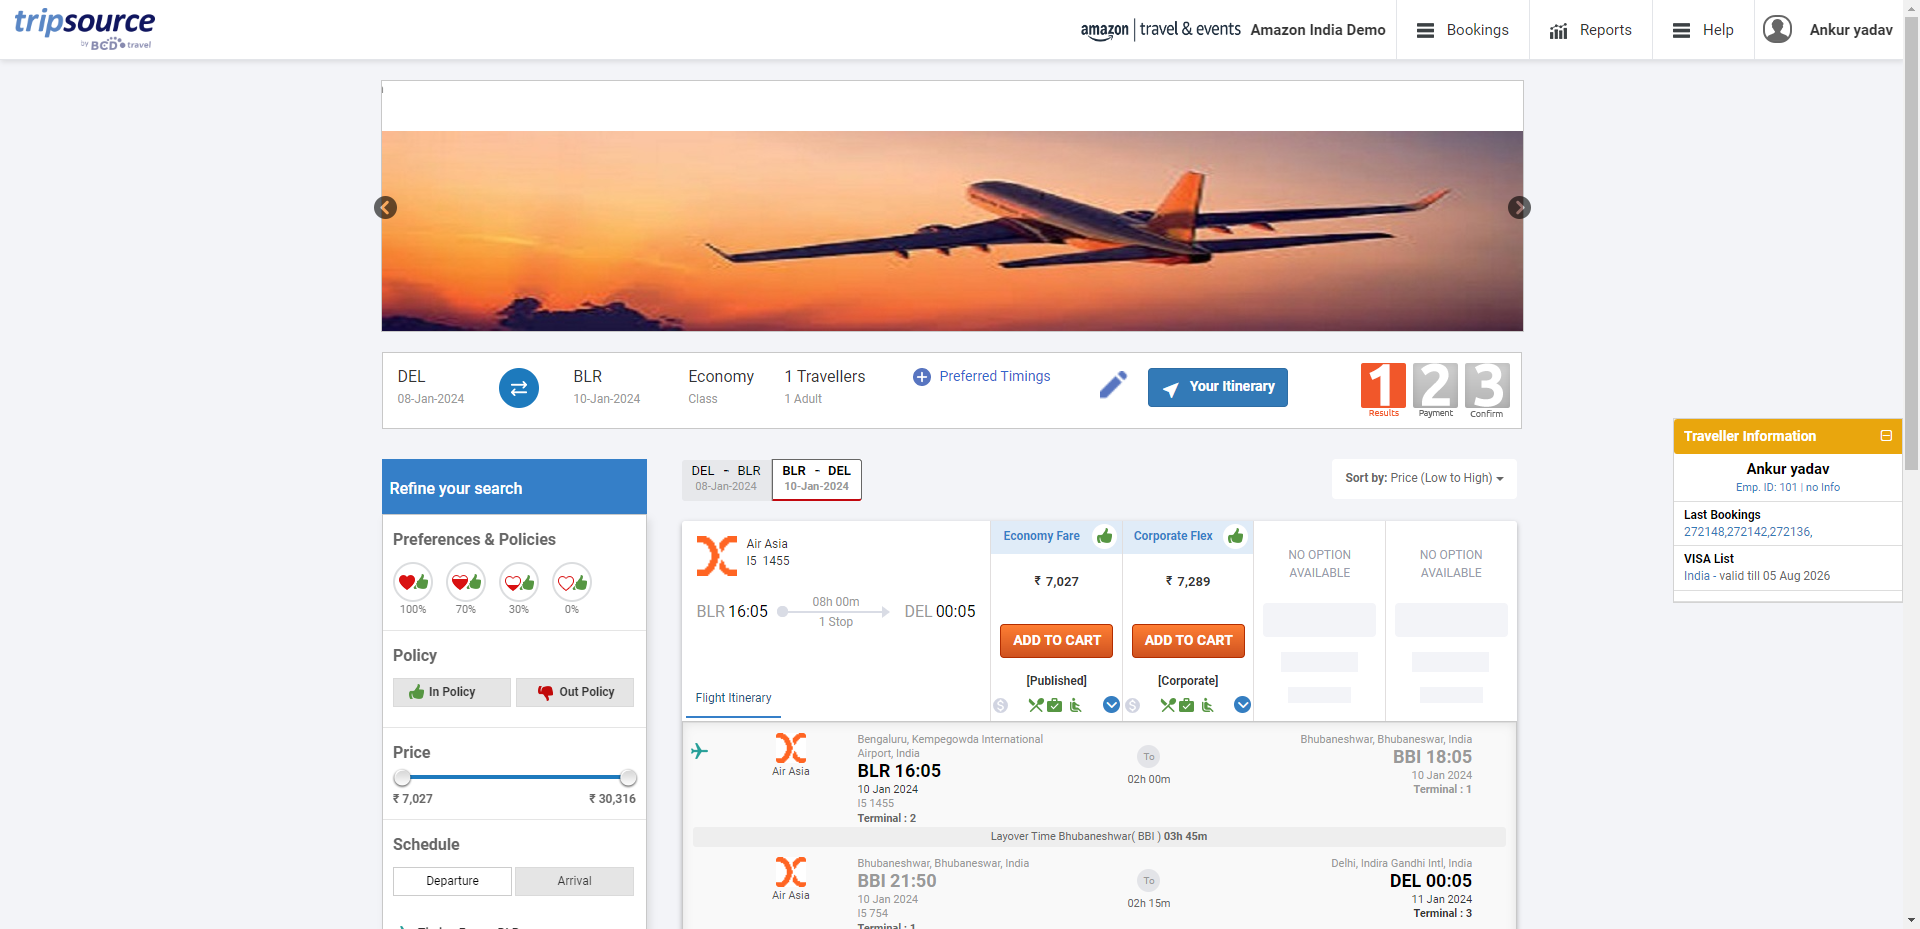 tripsource
by BCD travel
amazon travel & events Amazon India Demo
Bookings
Reports
Help
Ankur yadav
DEL
08-Jan-2024
BLR
10-Jan-2024
Economy
Class
1 Travellers
1 Adult
Preferred Timings
Your Itinerary
1 2 3
Results Payment Confirm
Traveller Information
Ankur yadav
Emp. ID: 101 | no Info
Last Bookings
272148,272142,272136,
VISA List
India - valid till 05 Aug 2026
Refine your search
Preferences & Policies
100% 70% 30% 0%
Policy
In Policy Out Policy
Price
₹ 7,027 ₹ 30,316
Schedule
Departure Arrival
DEL - BLR
08-Jan-2024
BLR - DEL
10-Jan-2024
Sort by: Price (Low to High)
Air Asia
I5 1455
BLR 16:05
08h 00m
1 Stop
DEL 00:05
Flight Itinerary
Economy Fare
₹ 7,027
ADD TO CART
[Published]
Corporate Flex
₹ 7,289
ADD TO CART
[Corporate]
NO OPTION
AVAILABLE
NO OPTION
AVAILABLE
Air Asia
Bengaluru, Kempegowda International
Airport, India
BLR 16:05
10 Jan 2024
I5 1455
Terminal : 2
To
02h 00m
Bhubaneshwar, Bhubaneswar, India
BBI 18:05
10 Jan 2024
Terminal : 1
Layover Time Bhubaneshwar( BBI ) 03h 45m
Air Asia
Bhubaneshwar, Bhubaneswar, India
BBI 21:50
10 Jan 2024
I5 754
Terminal : 1
To
02h 15m
Delhi, Indira Gandhi Intl, India
DEL 00:05
11 Jan 2024
Terminal : 3